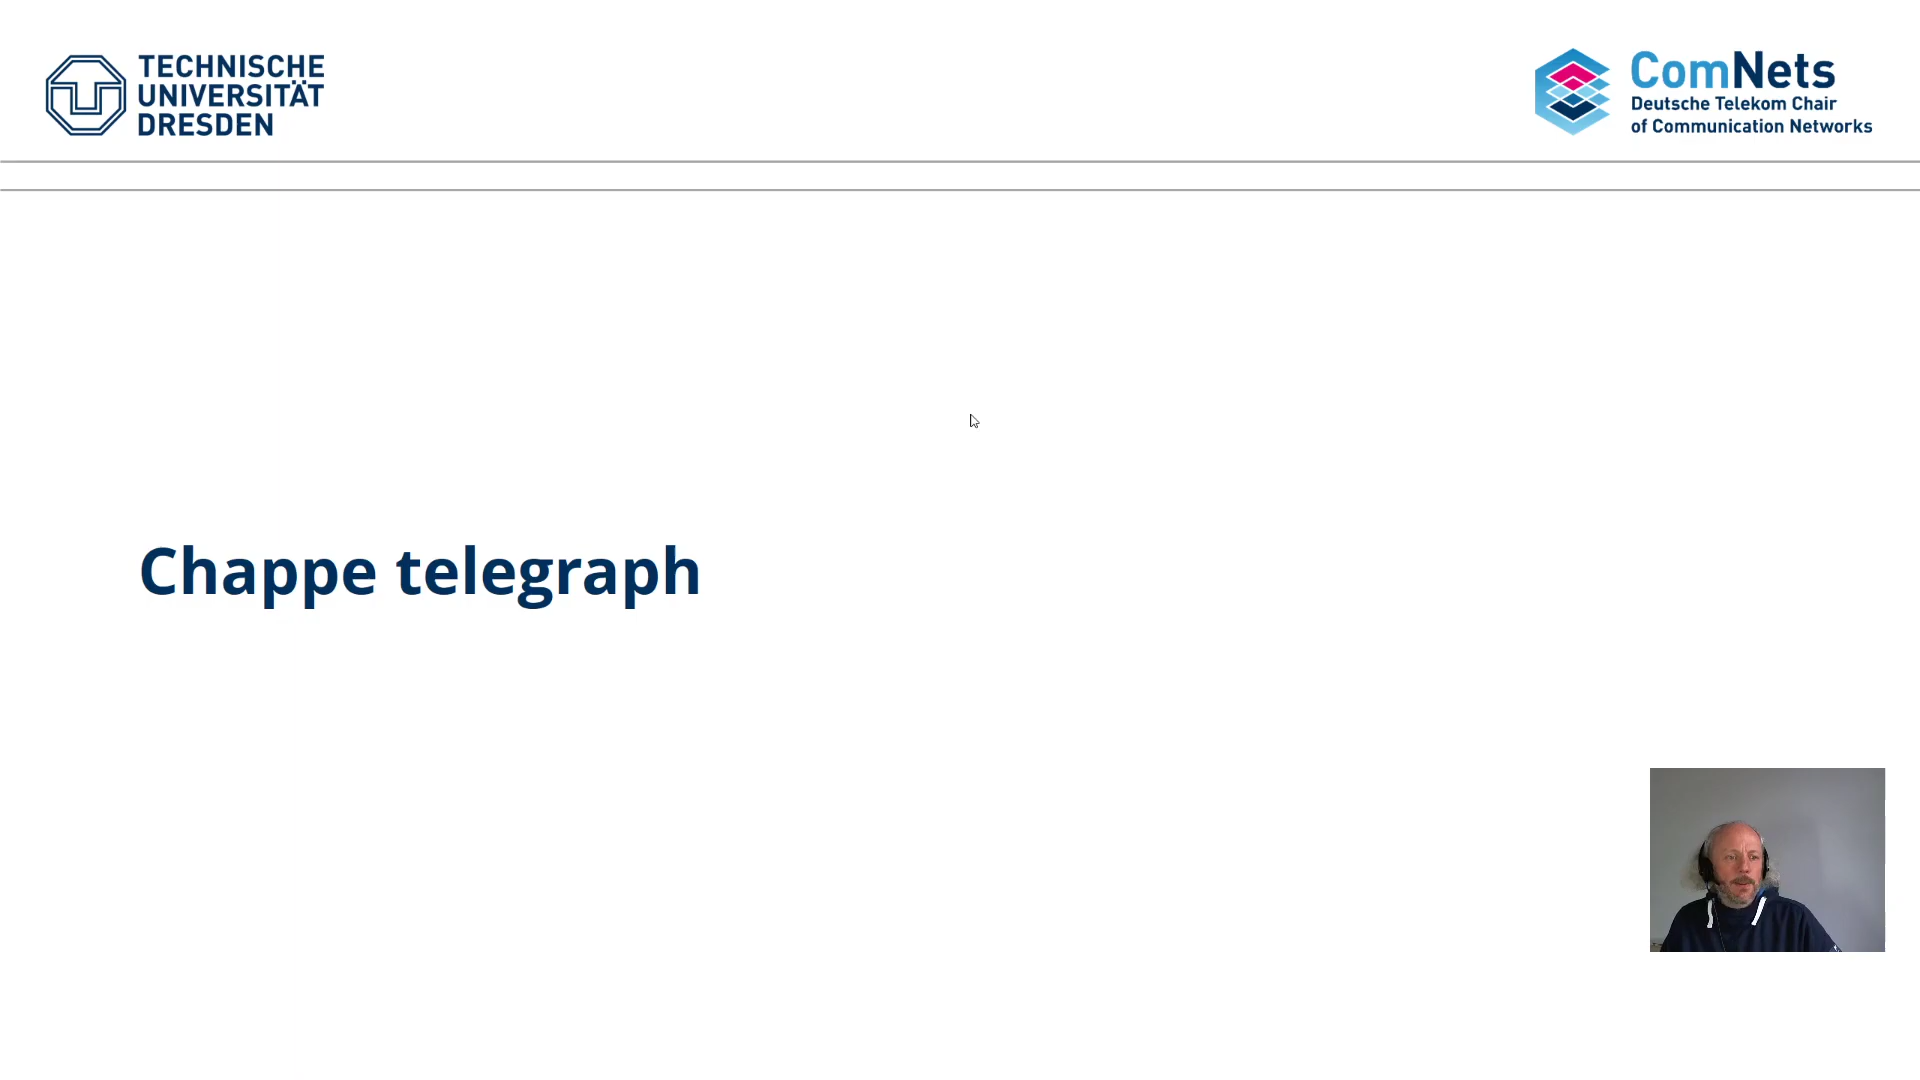 TECHNISCHE
UNIVERSITÄT
DRESDEN
ComNets
Deutsche Telekom Chair
of Communication Networks
Chappe telegraph